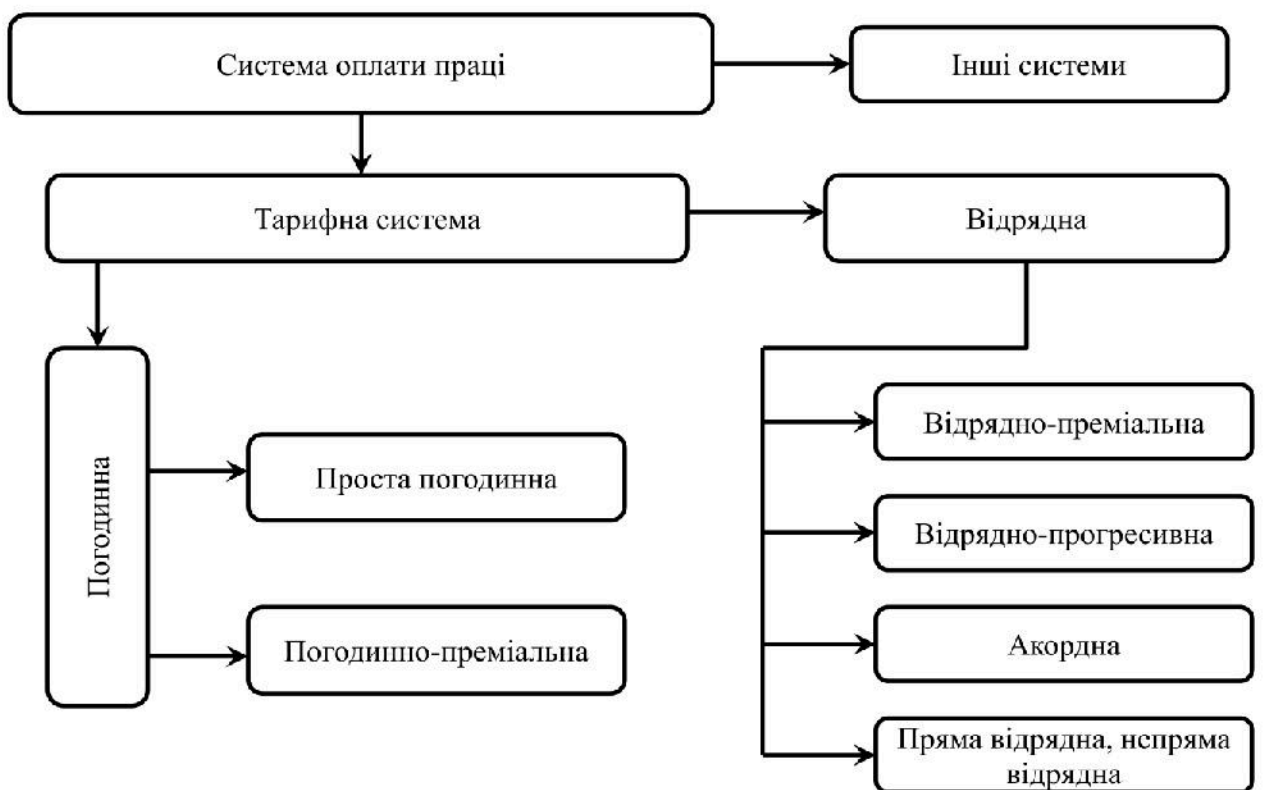 Система оплати праці
Інші системи
Тарифна система
Відрядна
Погодинна
Проста погодинна
Погодинно-преміальна
Відрядно-преміальна
Відрядно-прогресивна
Акордна
Пряма відрядна, непряма
відрядна